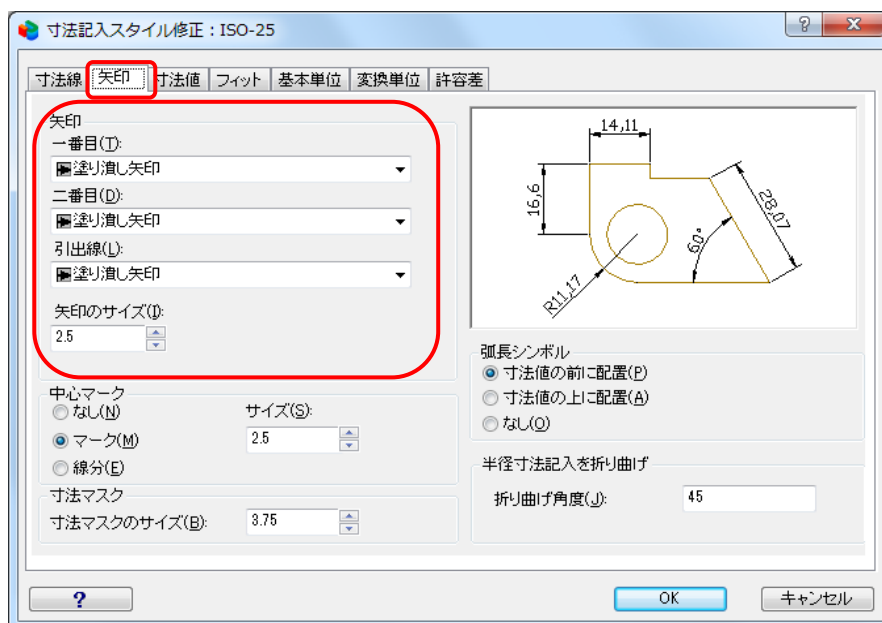 寸法記入スタイル修正：ISO-25
寸法線 矢印 寸法値 フィット 基本単位 変換単位 許容差
矢印
一番目(T):
塗り潰し矢印
二番目(D):
塗り潰し矢印
引出線(L):
塗り潰し矢印
矢印のサイズ(I):
2.5
中心マーク
なし(N)
マーク(M)
線分(E)
サイズ(S):
2.5
寸法マスク
寸法マスクのサイズ(B):
3.75
14,11
16,6
28,07
60°
R11,17
弧長シンボル
寸法値の前に配置(P)
寸法値の上に配置(A)
なし(O)
半径寸法記入を折り曲げ
折り曲げ角度(J):
45
?
OK
キャンセル